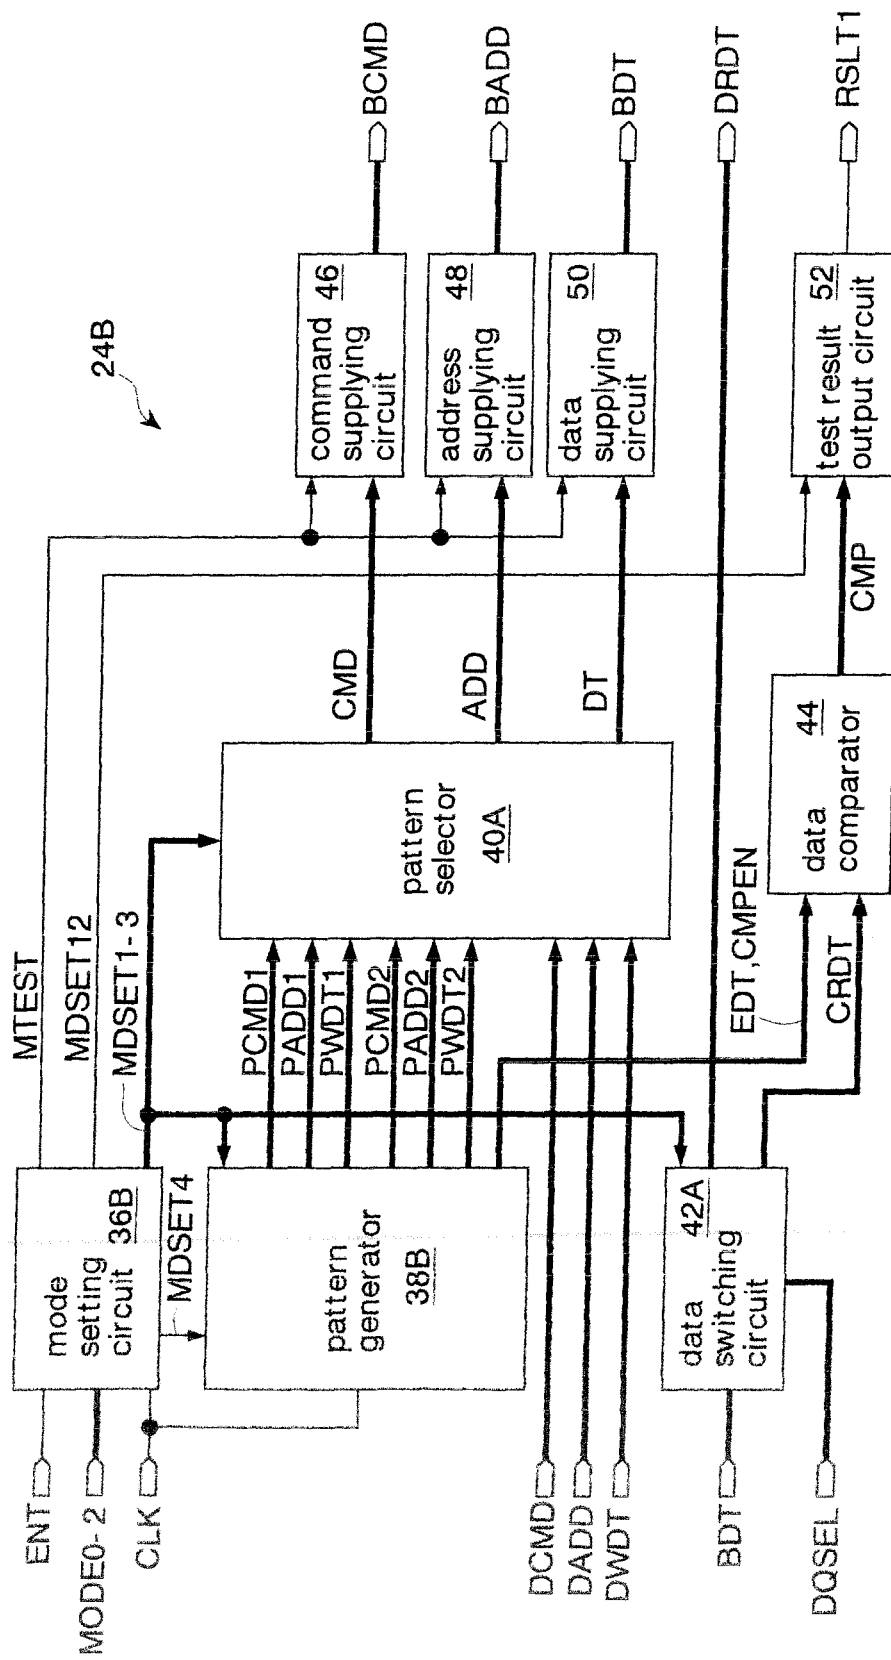 24B
ENT
MODE0-2
CLK
mode
setting
circuit 36B
MTEST
MDSET12
MDSET1-3
MDSET4
pattern
generator
38B
PCMD1
PADD1
PWDT1
PCMD2
PADD2
PWDT2
pattern
selector
40A
CMD
ADD
DT
command 46
supplying
circuit
address 48
supplying
circuit
data 50
supplying
circuit
BCMD
BADD
BDT
DRDT
RSLT1
DCMD
DADD
DWDT
BDT
DQSEL
data 42A
switching
circuit
EDT,CMPEN
CRDT
data 44
comparator
CMP
test result 52
output circuit